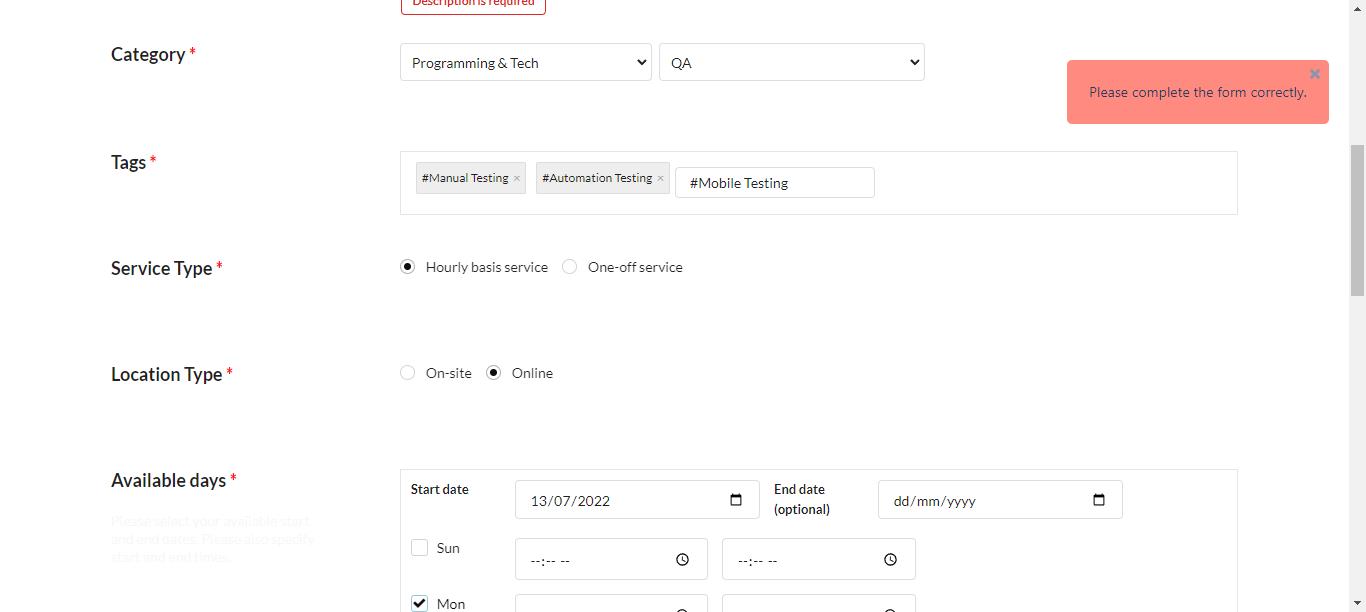 Description is required
Category *
Programming & Tech
QA
×
Please complete the form correctly.
Tags *
#Manual Testing ×
#Automation Testing ×
#Mobile Testing
Service Type *
Hourly basis service
One-off service
Location Type *
On-site
Online
Available days *
Please select your available start
and end dates. Please also specify
start and end times.
Start date
13/07/2022
End date
(optional)
dd/mm/yyyy
Sun
--:-- --
--:-- --
Mon